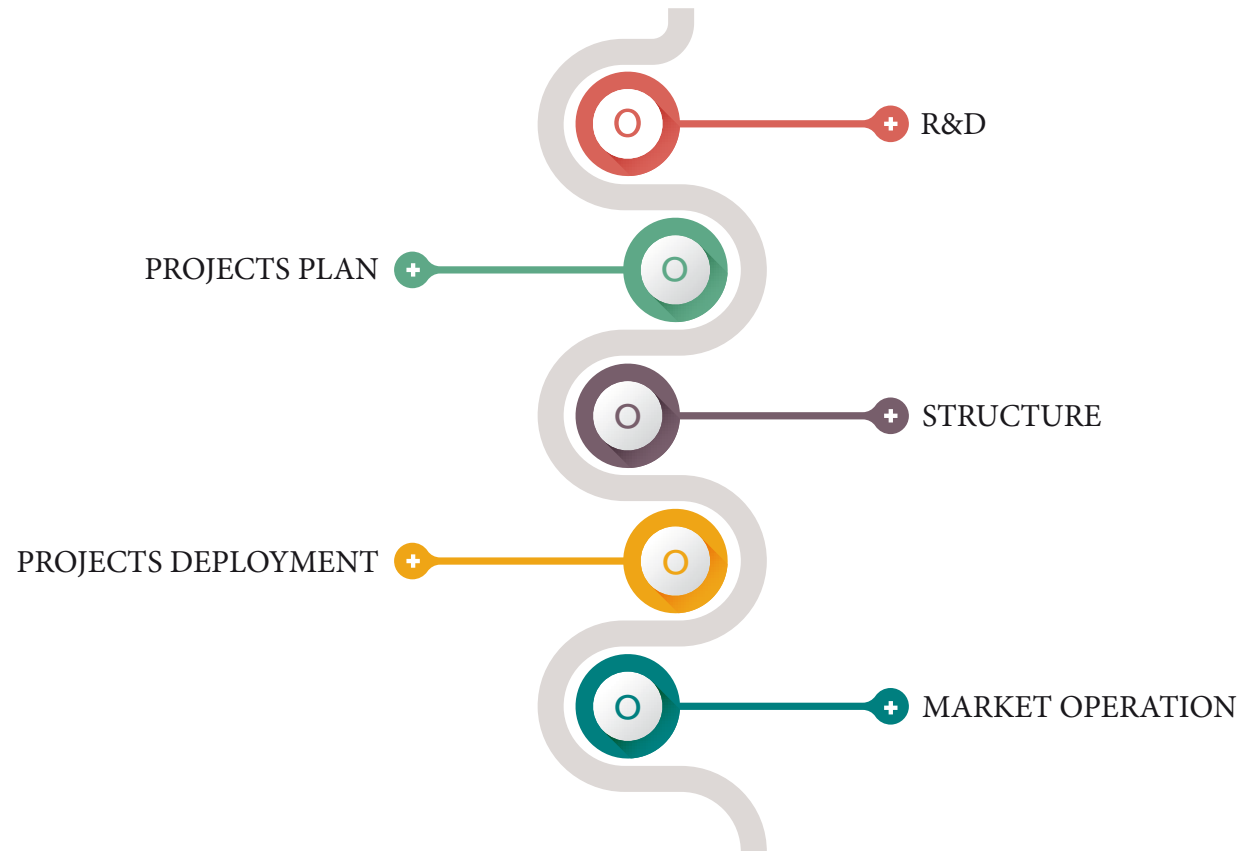 O
R&D
PROJECTS PLAN
O
O
STRUCTURE
PROJECTS DEPLOYMENT
O
O
MARKET OPERATION